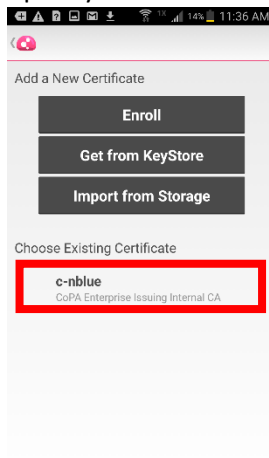 1X 14% 11:36 AM
Add a New Certificate
Enroll
Get from KeyStore
Import from Storage
Choose Existing Certificate
c-nblue
CoPA Enterprise Issuing Internal CA